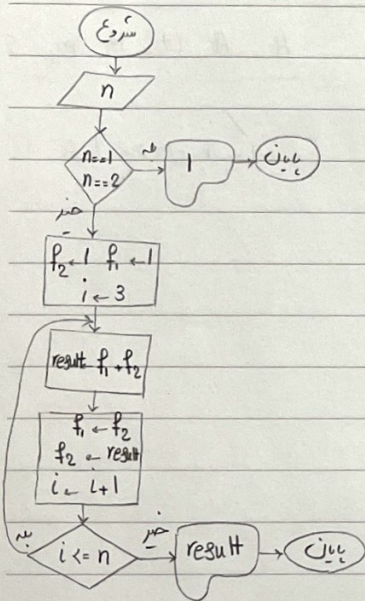 شروع
n
n==1
n==2
بله
1
پایان
خیر
f₂ ← 1 f₁ ← 1
i ← 3
result ← f₁ + f₂
f₁ ← f₂
f₂ ← result
i ← i+1
i <= n
بله
خیر
result
پایان